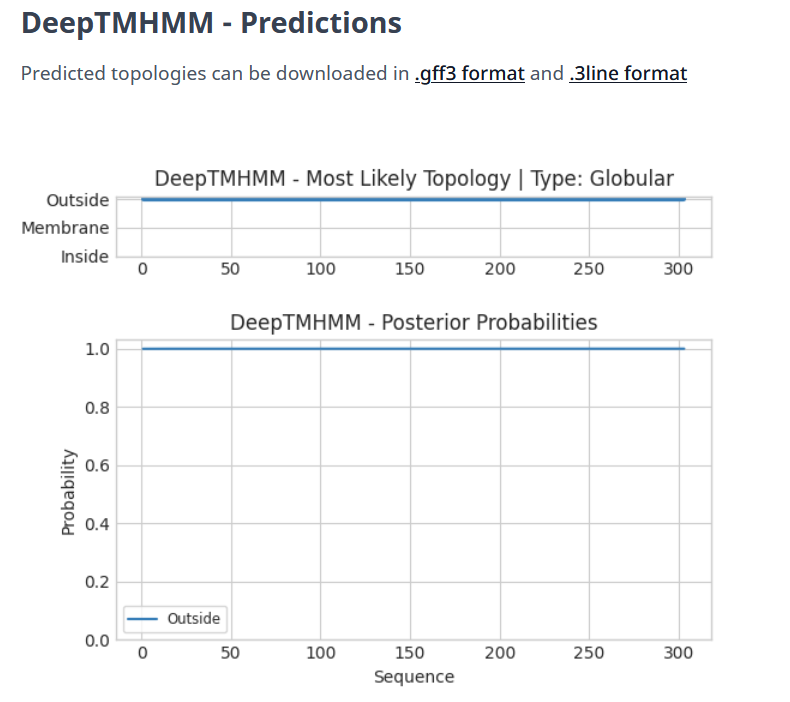 DeepTMHMM - Predictions
Predicted topologies can be downloaded in .gff3 format and .3line format
DeepTMHMM - Most Likely Topology | Type: Globular
Outside
Membrane
Inside
0 50 100 150 200 250 300
DeepTMHMM - Posterior Probabilities
1.0
0.8
0.6
0.4
0.2
0.0
Probability
Outside
0 50 100 150 200 250 300
Sequence